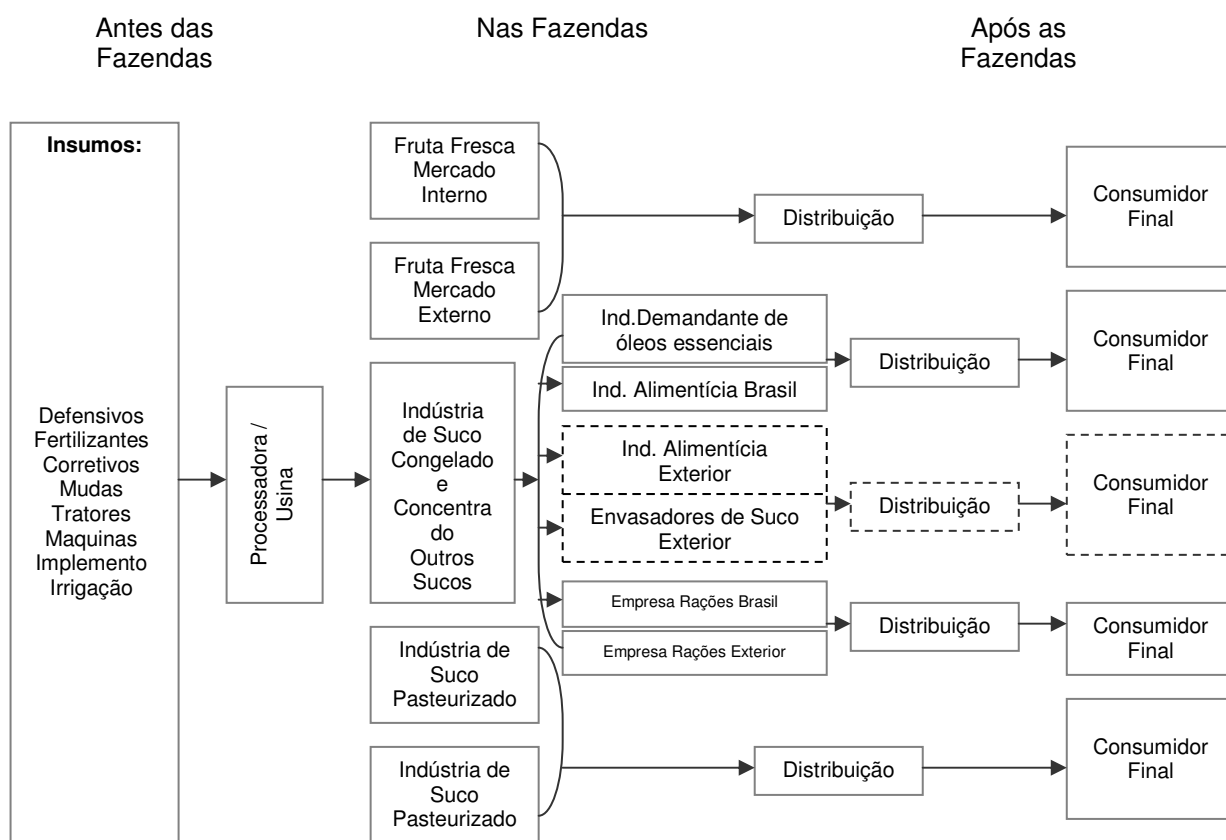 Antes das
Fazendas
Nas Fazendas
Após as
Fazendas
Insumos:
Defensivos
Fertilizantes
Corretivos
Mudas
Tratores
Maquinas
Implemento
Irrigação
Processadora /
Usina
Fruta Fresca
Mercado
Interno
Fruta Fresca
Mercado
Externo
Distribuição
Consumidor
Final
Indústria
de Suco
Congelado
e
Concentra
do
Outros
Sucos
Ind.Demandante de
óleos essenciais
Ind. Alimentícia Brasil
Distribuição
Consumidor
Final
Ind. Alimentícia
Exterior
Envasadores de Suco
Exterior
Distribuição
Consumidor
Final
Empresa Rações Brasil
Empresa Rações Exterior
Distribuição
Consumidor
Final
Indústria de
Suco
Pasteurizado
Indústria de
Suco
Pasteurizado
Distribuição
Consumidor
Final